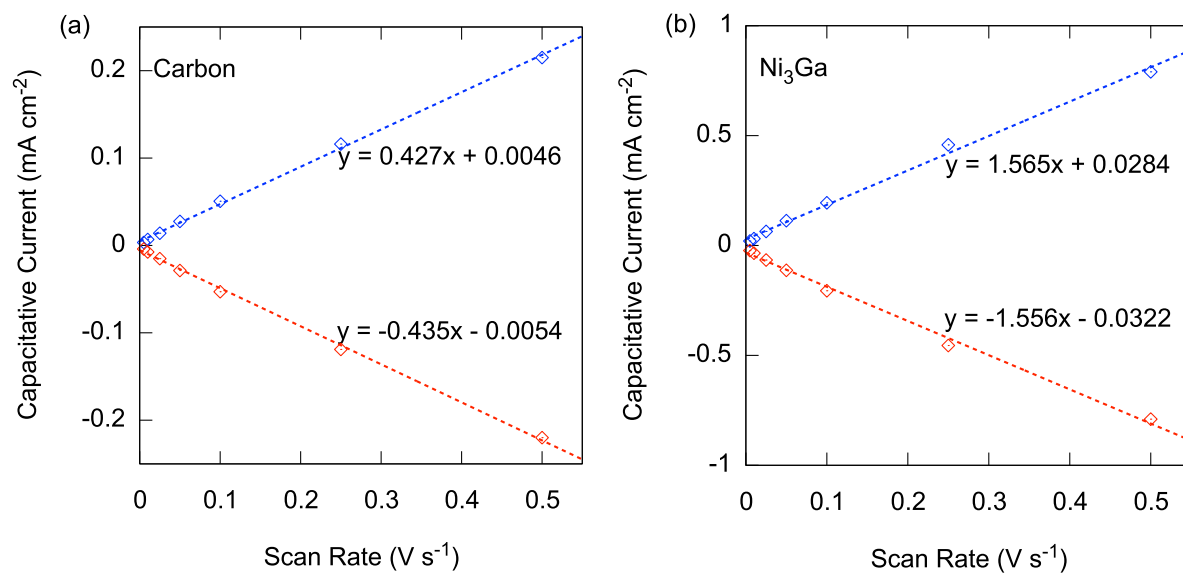 (a)
Carbon
0.2
0.1
0
-0.1
-0.2
Capacitative Current (mA cm⁻²)
y = 0.427x + 0.0046
y = -0.435x - 0.0054
0 0.1 0.2 0.3 0.4 0.5
Scan Rate (V s⁻¹)
(b)
Ni₃Ga
1
0.5
0
-0.5
-1
Capacitative Current (mA cm⁻²)
y = 1.565x + 0.0284
y = -1.556x - 0.0322
0 0.1 0.2 0.3 0.4 0.5
Scan Rate (V s⁻¹)